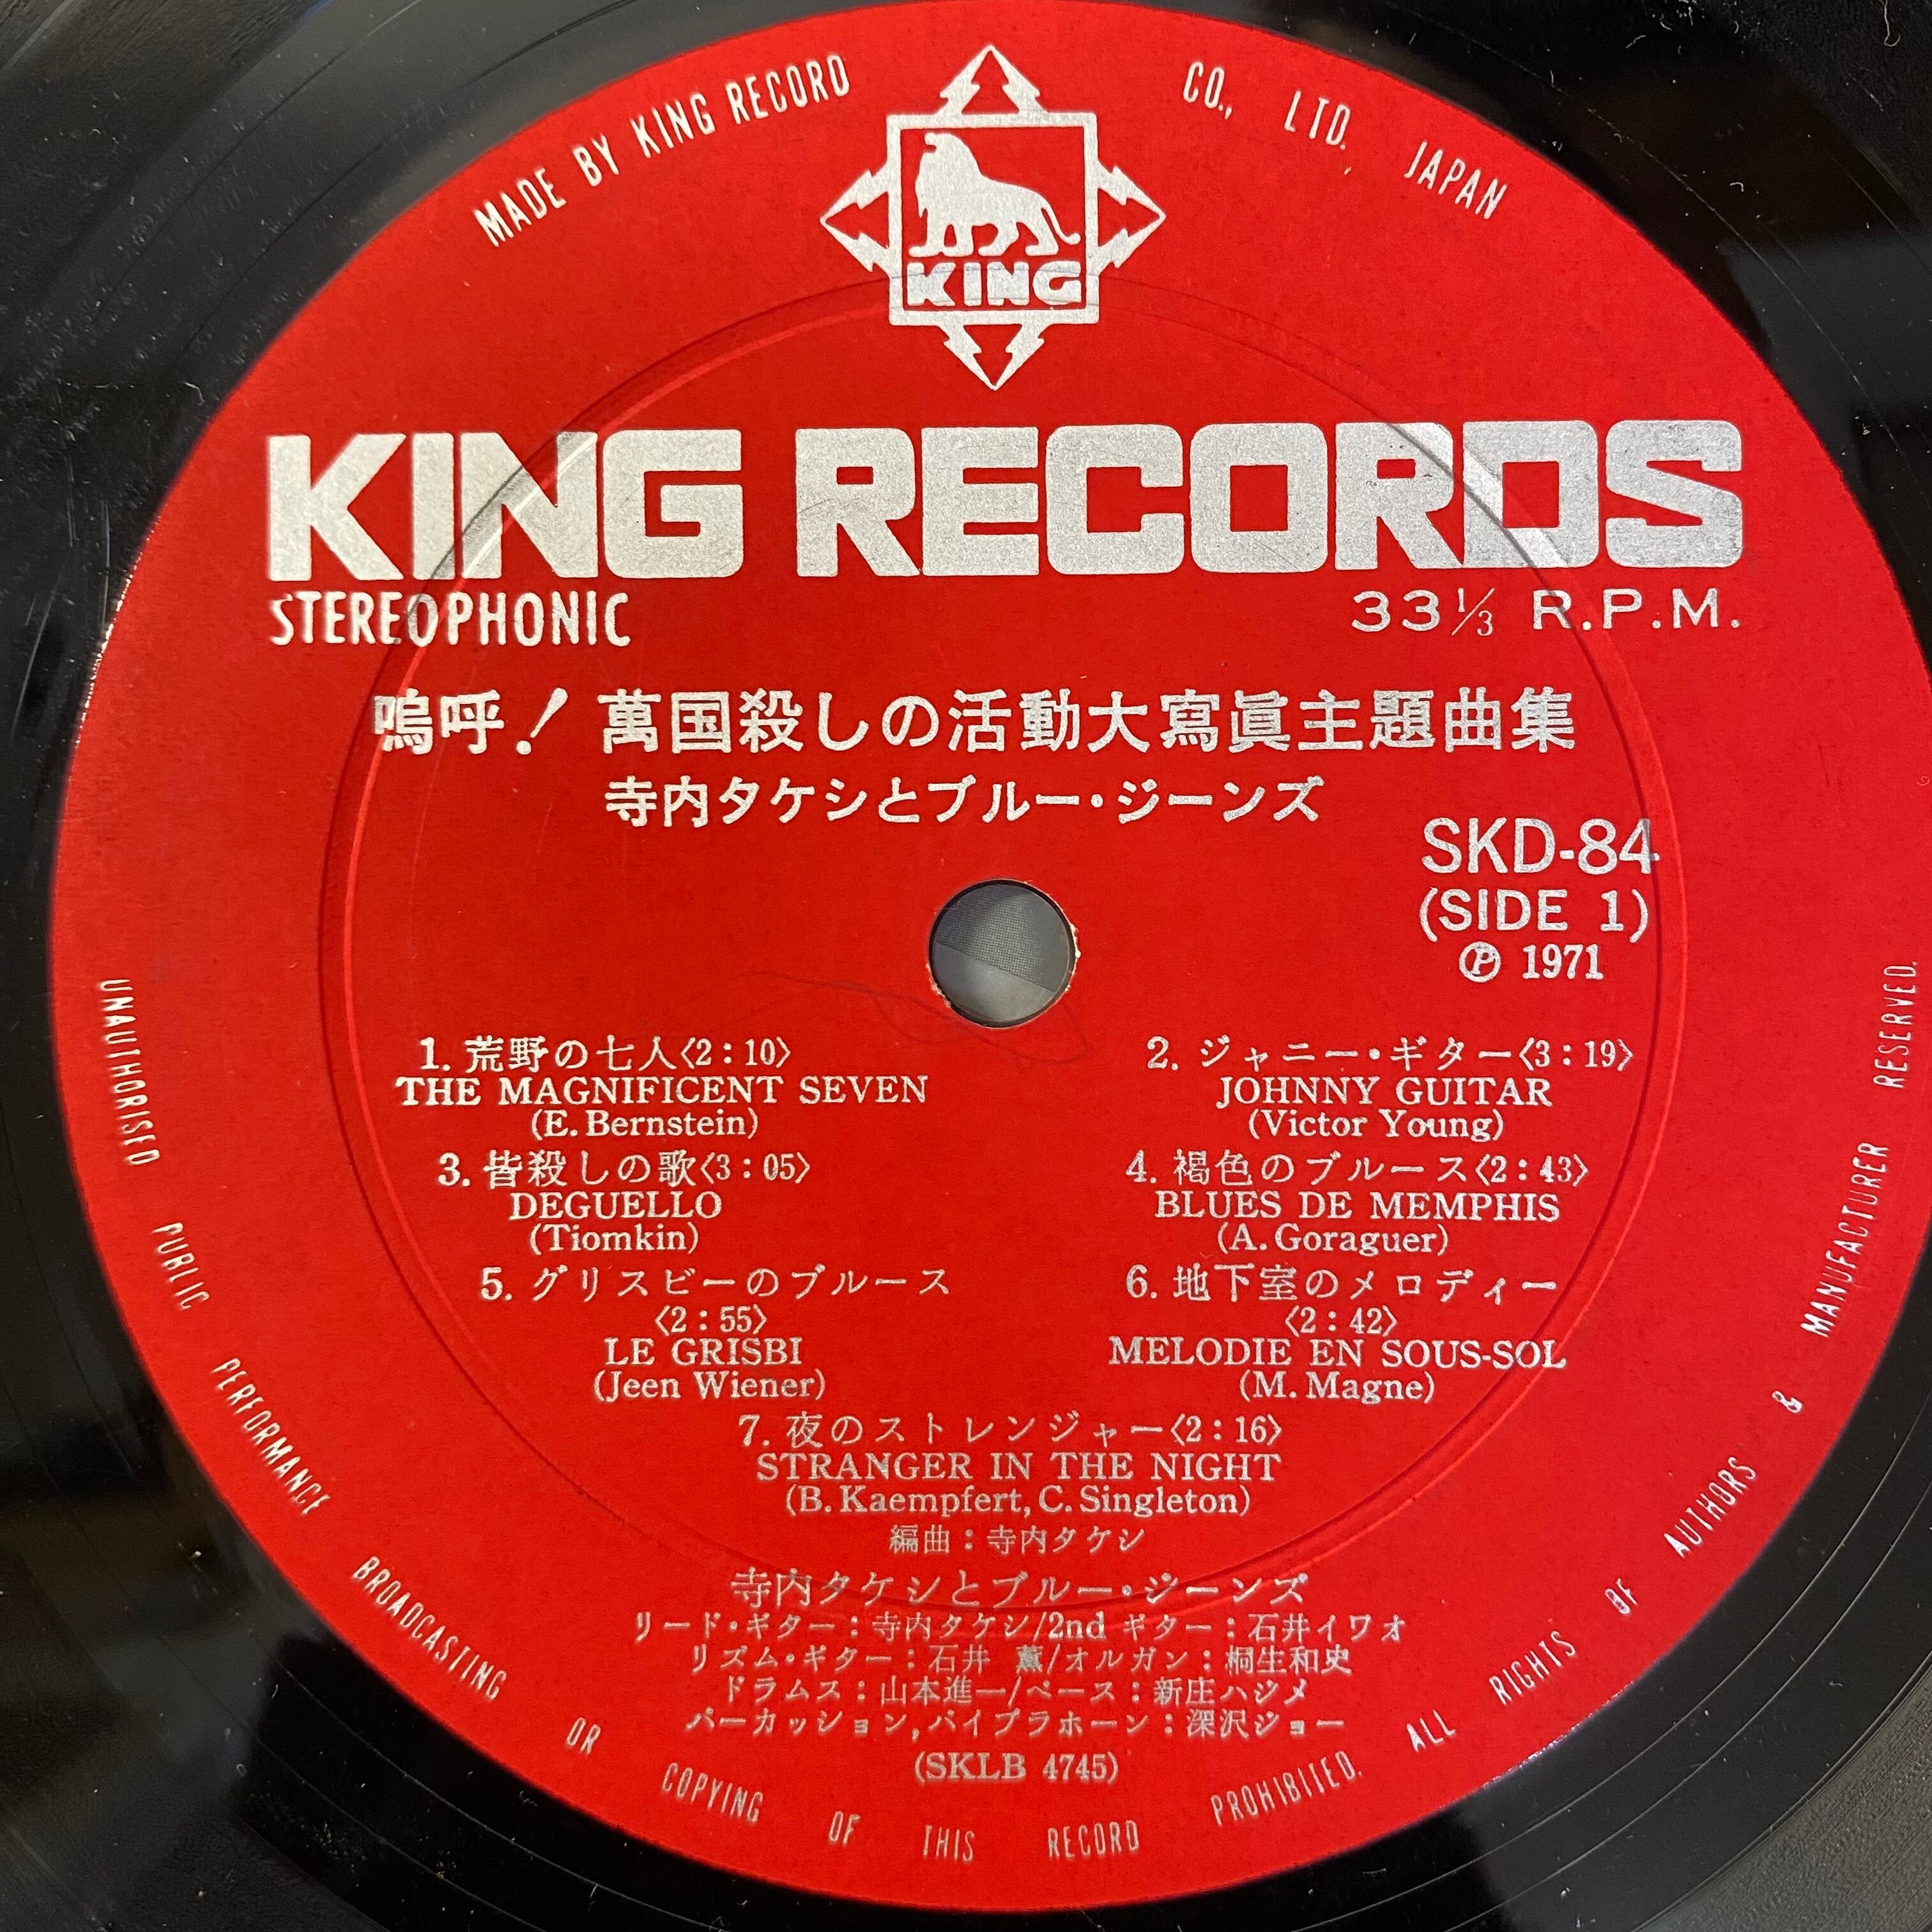 MADE BY KING RECORD CO., LTD. JAPAN
KING
KING RECORDS
STEREOPHONIC
33 1/3 R.P.M.
嗚呼！萬国殺しの活動大寫眞主題曲集
寺内タケシとブルー・ジーンズ
SKD-84
(SIDE 1)
Ⓟ 1971
1. 荒野の七人〈2：10〉
THE MAGNIFICENT SEVEN
(E. Bernstein)
2. ジャニー・ギター〈3：19〉
JOHNNY GUITAR
(Victor Young)
3. 皆殺しの歌〈3：05〉
DEGUELLO
(Tiomkin)
4. 褐色のブルース〈2：43〉
BLUES DE MEMPHIS
(A. Goraguer)
5. グリスビーのブルース
〈2：55〉
LE GRISBI
(Jeen Wiener)
6. 地下室のメロディー
〈2：42〉
MELODIE EN SOUS-SOL
(M. Magne)
7. 夜のストレンジャー〈2：16〉
STRANGER IN THE NIGHT
(B. Kaempfert, C. Singleton)
編曲：寺内タケシ
寺内タケシとブルー・ジーンズ
リード・ギター：寺内タケシ/2nd ギター：石井イワオ
リズム・ギター：石井 薫/オルガン：桐生和史
ドラムス：山本進一/ベース：新庄ハジメ
パーカッション, バイブラホーン：深沢ジョー
(SKLB 4745)
UNAUTHORISED PUBLIC PERFORMANCE BROADCASTING OR COPYING OF THIS RECORD PROHIBITED. ALL RIGHTS OF AUTHORS & MANUFACTURER RESERVED.